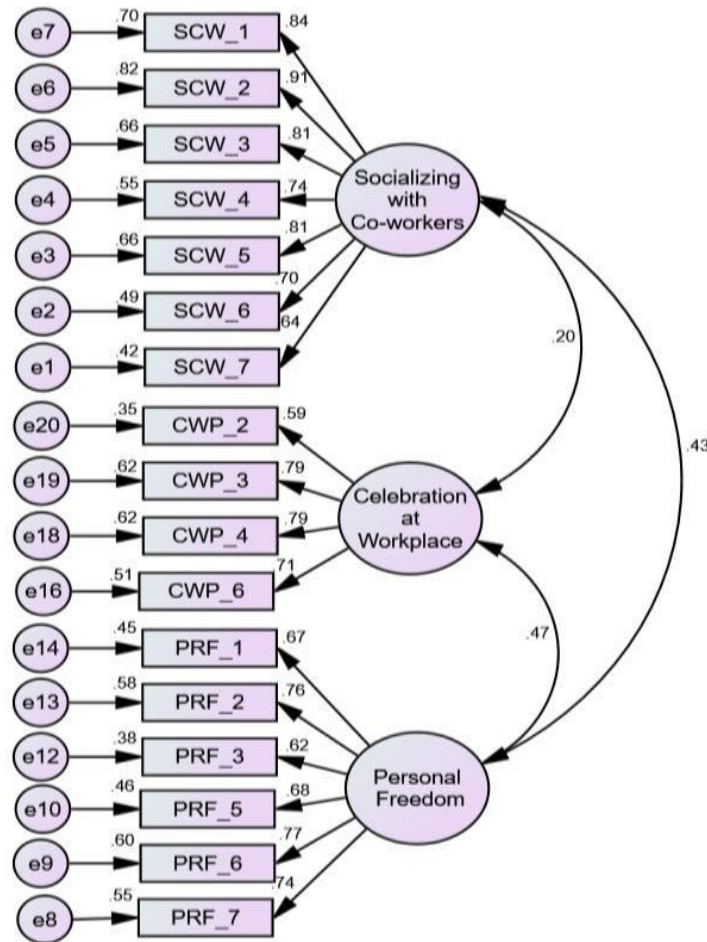 e7 .70 SCW_1 .84
e6 .82 SCW_2 .91
e5 .66 SCW_3 .81
e4 .55 SCW_4 .74
e3 .66 SCW_5 .81
e2 .49 SCW_6 .70
e1 .42 SCW_7 64
Socializing
with
Co-workers
.20
.43
e20 .35 CWP_2 .59
e19 .62 CWP_3 .79
e18 .62 CWP_4 .79
e16 .51 CWP_6 .71
Celebration
at
Workplace
.47
e14 .45 PRF_1 .67
e13 .58 PRF_2 .76
e12 .38 PRF_3 .62
e10 .46 PRF_5 .68
e9 .60 PRF_6 .77
e8 .55 PRF_7 .74
Personal
Freedom